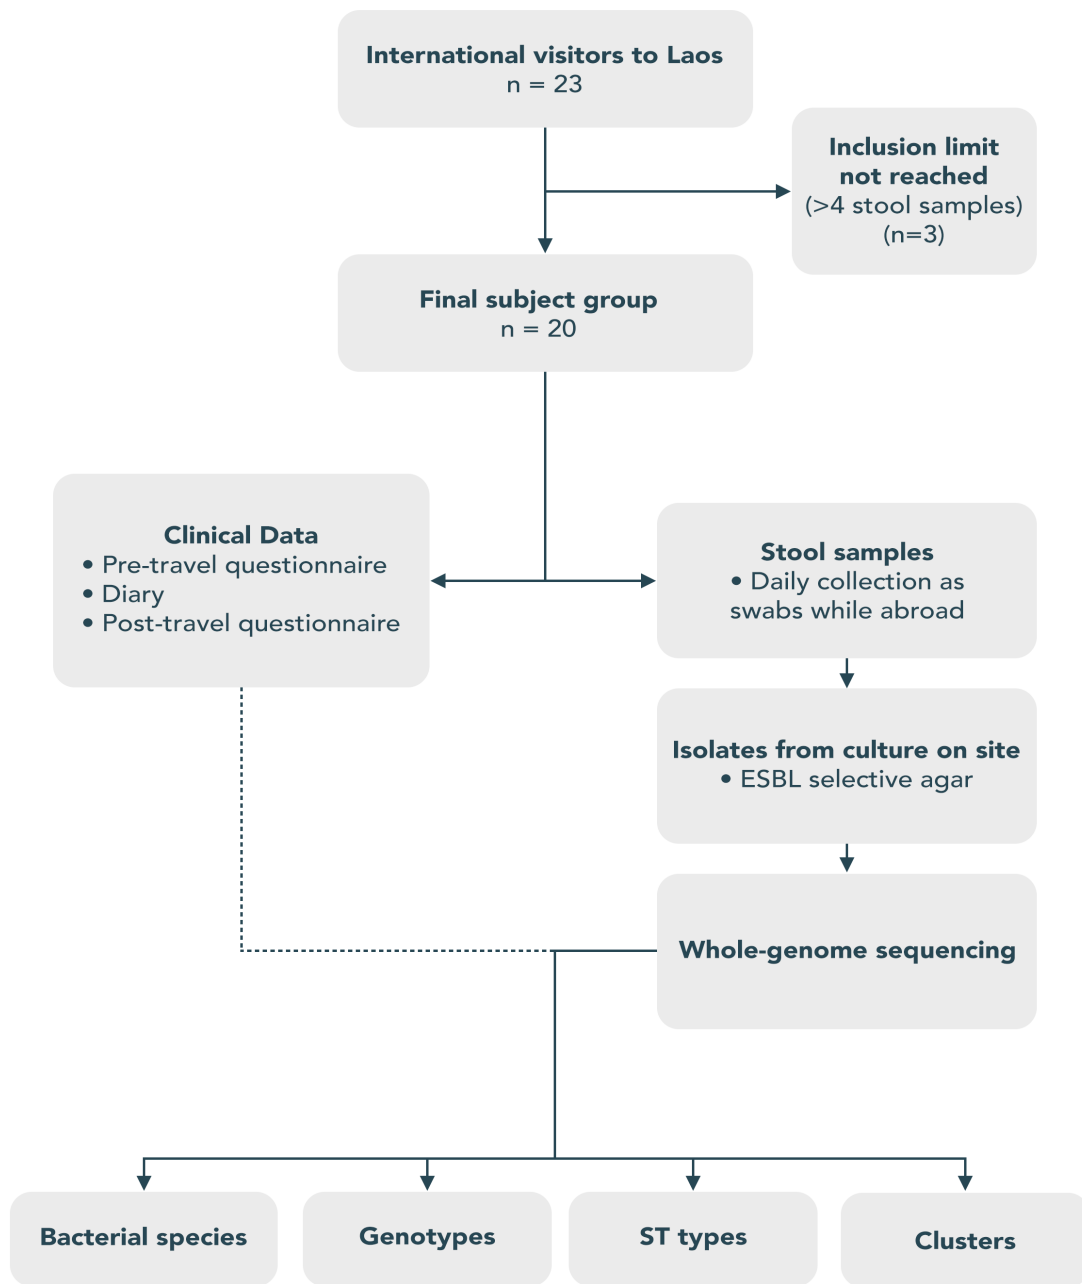 International visitors to Laos
n = 23
Inclusion limit
not reached
(>4 stool samples)
(n=3)
Final subject group
n = 20
Clinical Data
• Pre-travel questionnaire
• Diary
• Post-travel questionnaire
Stool samples
• Daily collection as
swabs while abroad
Isolates from culture on site
• ESBL selective agar
Whole-genome sequencing
Bacterial species
Genotypes
ST types
Clusters